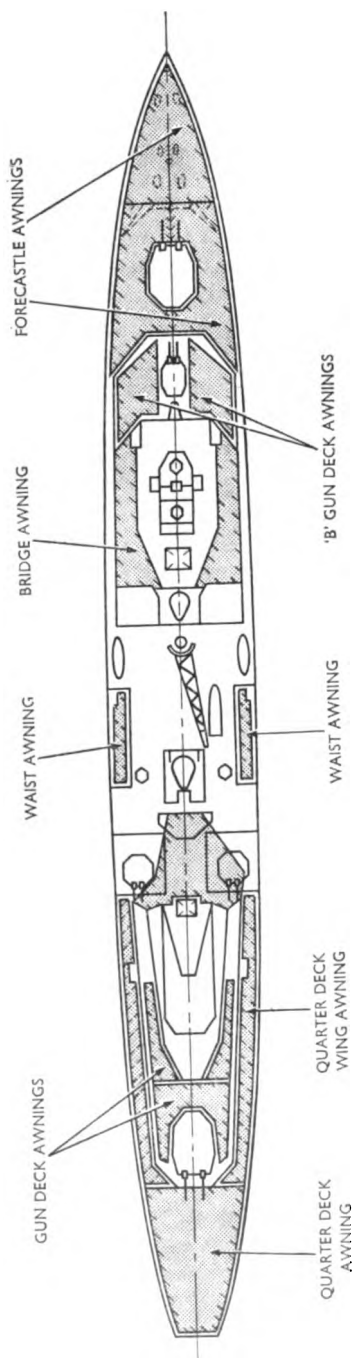 GUN DECK AWNINGS
WAIST AWNING
BRIDGE AWNING
FORECASTLE AWNINGS
QUARTER DECK
AWNING
QUARTER DECK
WING AWNING
WAIST AWNING
'B' GUN DECK AWNINGS